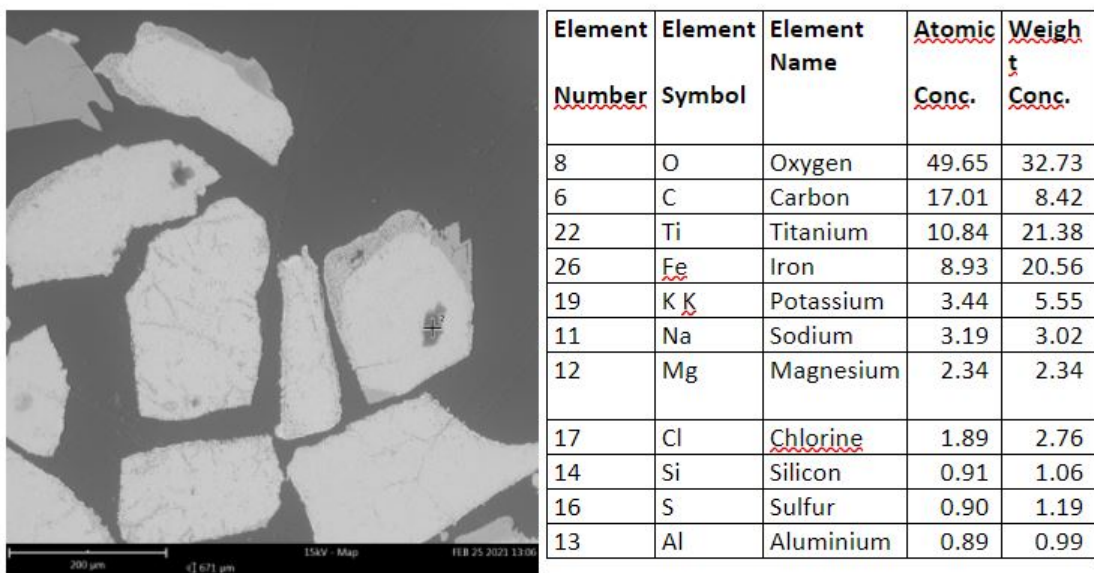 Element Number Element Symbol Element Name Atomic Conc. Weigh t Conc.
8 O Oxygen 49.65 32.73
6 C Carbon 17.01 8.42
22 Ti Titanium 10.84 21.38
26 Fe Iron 8.93 20.56
19 K K Potassium 3.44 5.55
11 Na Sodium 3.19 3.02
12 Mg Magnesium 2.34 2.34
17 Cl Chlorine 1.89 2.76
14 Si Silicon 0.91 1.06
16 S Sulfur 0.90 1.19
13 Al Aluminium 0.89 0.99
15kV - Map FEB 25 2021 13:06
200 µm 671 µm